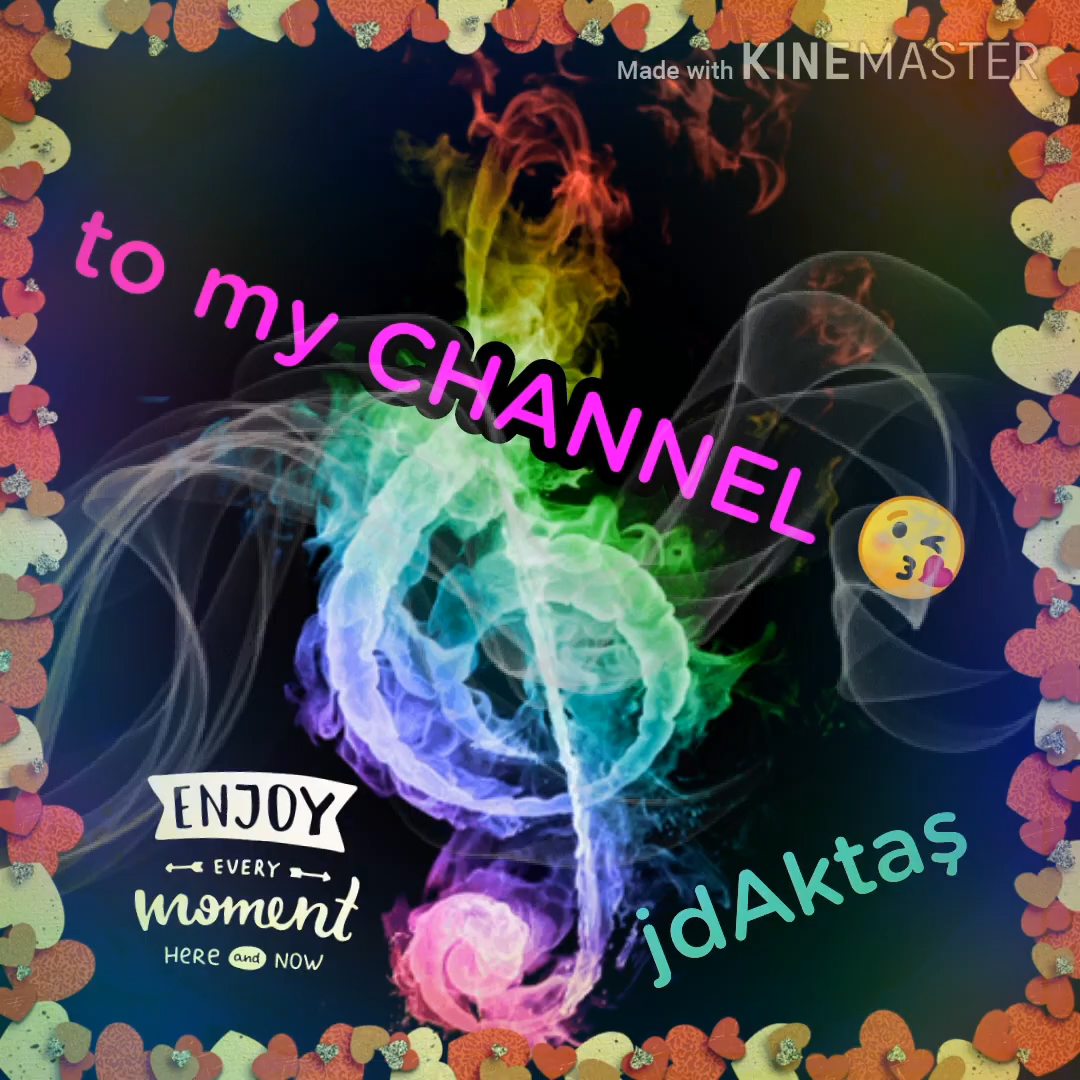 Made with KINEMASTER
to my CHANNEL
ENJOY
EVERY
moment
HERE and NOW
jdAktaş